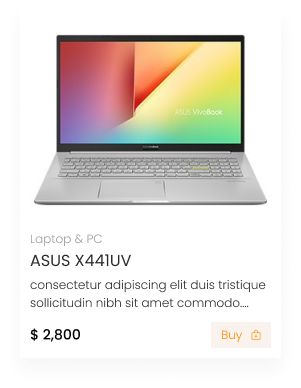 ASUS VivoBook
Laptop & PC
ASUS X441UV
consectetur adipiscing elit duis tristique
sollicitudin nibh sit amet commodo....
$ 2,800
Buy